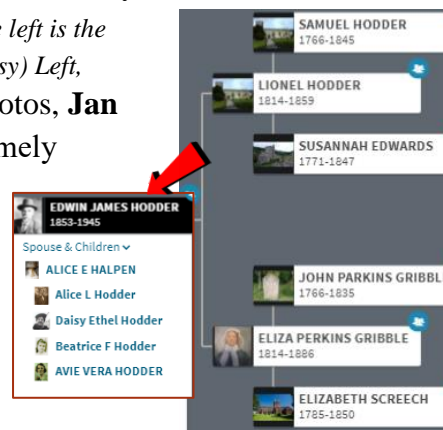 e left is the
sy) Left,
otos, Jan
mely
SAMUEL HODDER
1766-1845
LIONEL HODDER
1814-1859
SUSANNAH EDWARDS
1771-1847
EDWIN JAMES HODDER
1853-1945
Spouse & Children
ALICE E HALPEN
Alice L Hodder
Daisy Ethel Hodder
Beatrice F Hodder
AVIE VERA HODDER
JOHN PARKINS GRIBBL
1766-1835
ELIZA PERKINS GRIBBLE
1814-1886
ELIZABETH SCREECH
1785-1850